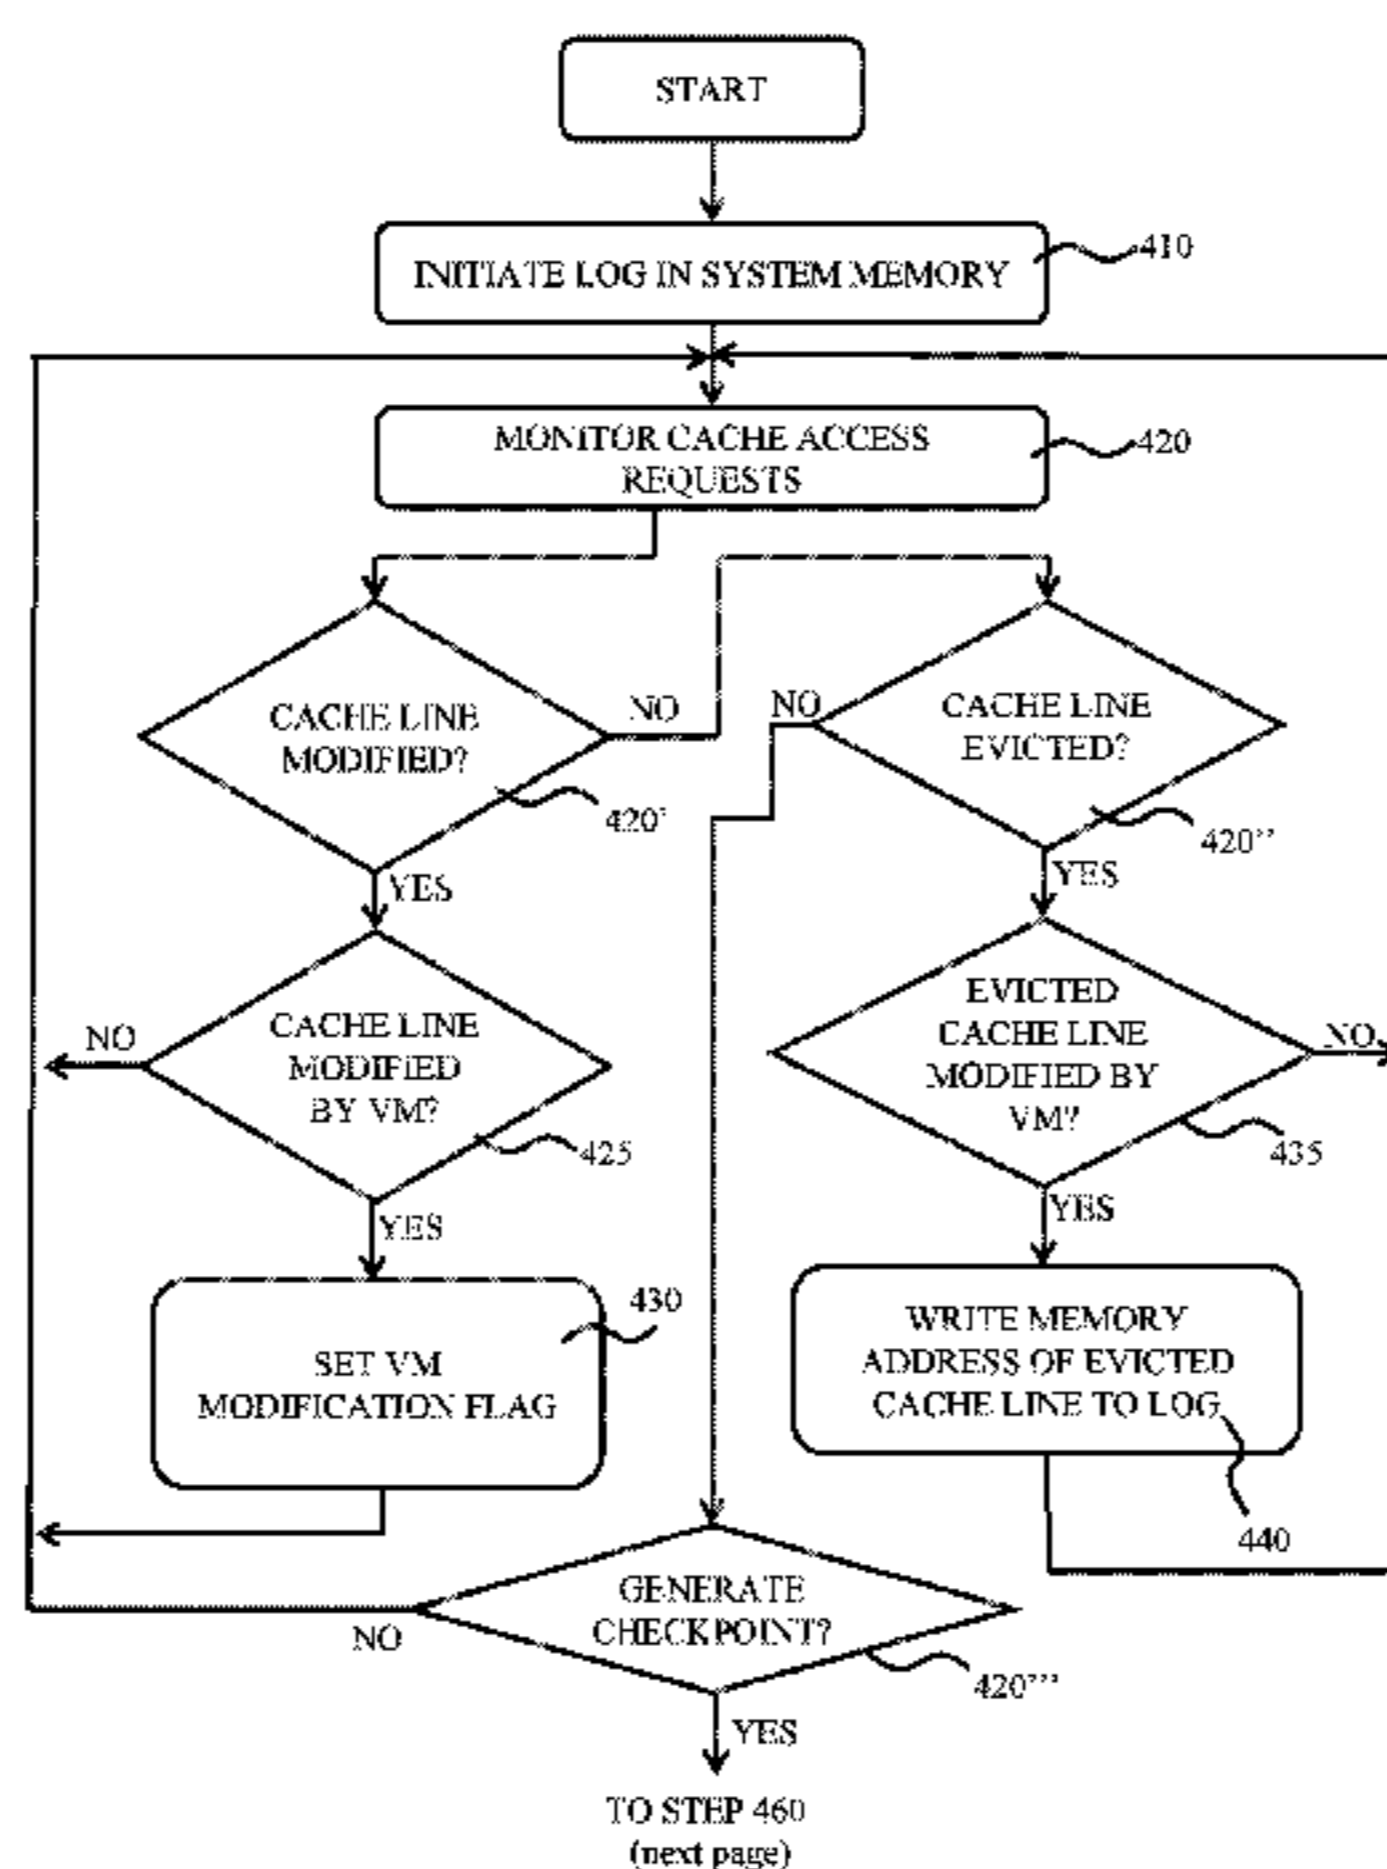 START
INITIATE LOG IN SYSTEM MEMORY
410
MONITOR CACHE ACCESS
REQUESTS
420
CACHE LINE
MODIFIED?
NO
420'
YES
NO
CACHE LINE
EVICTED?
420''
YES
CACHE LINE
MODIFIED
BY VM?
NO
425
YES
EVICTED
CACHE LINE
MODIFIED BY
VM?
NO
435
YES
SET VM
MODIFICATION FLAG
430
WRITE MEMORY
ADDRESS OF EVICTED
CACHE LINE TO LOG
440
GENERATE
CHECKPOINT?
NO
420'''
YES
TO STEP 460
(next page)